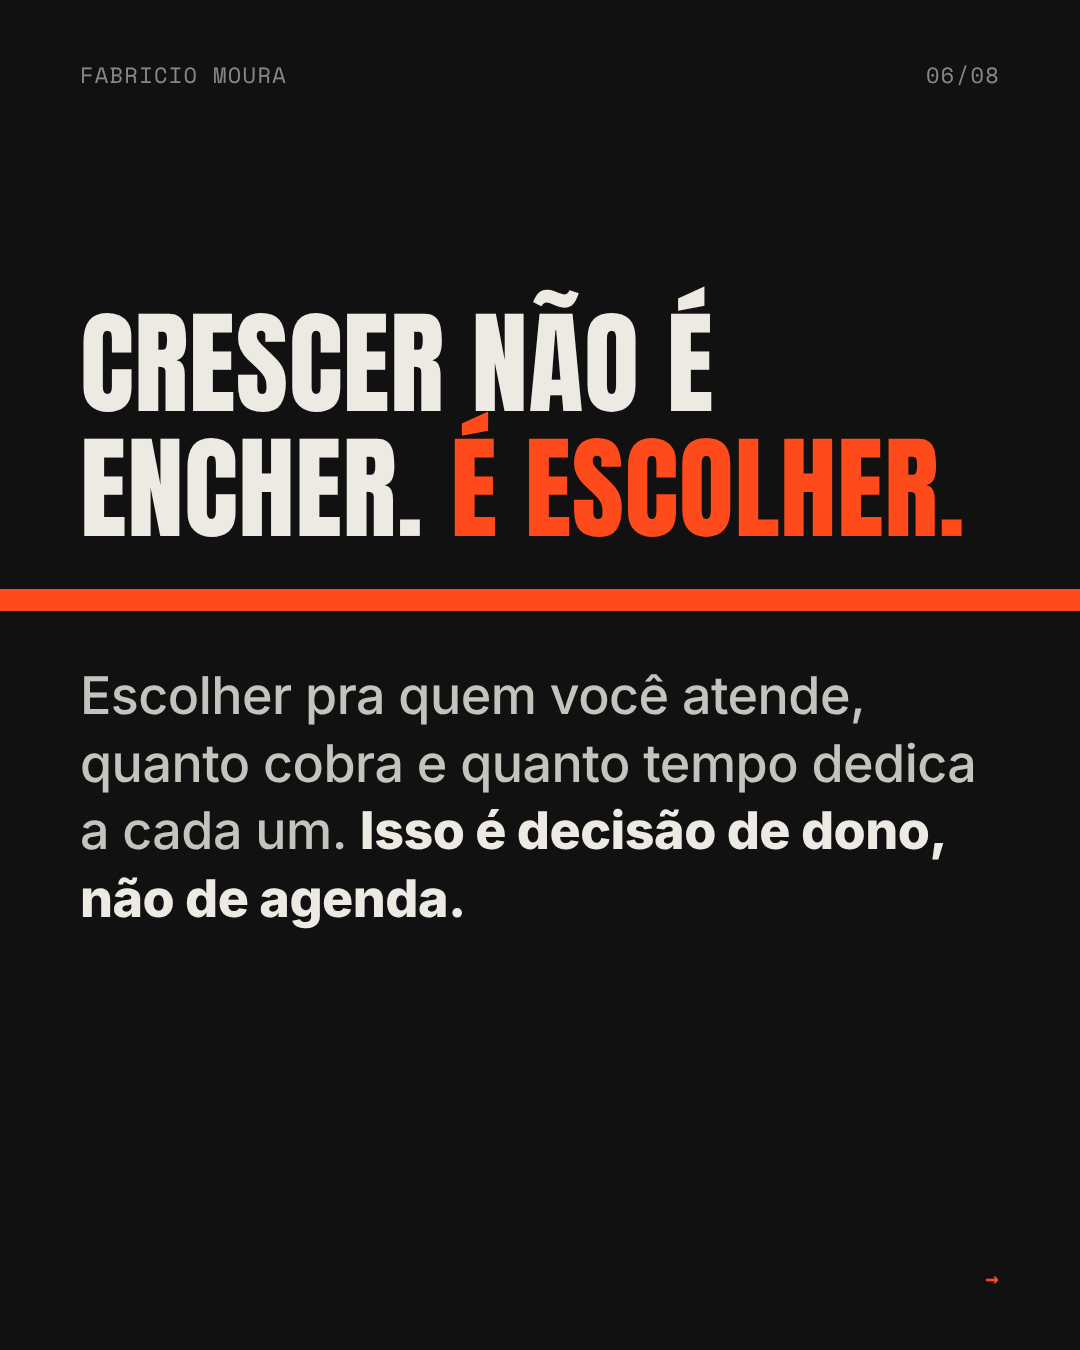 FABRICIO MOURA
06/08
CRESCER NÃO É
ENCHER. É ESCOLHER.
Escolher pra quem você atende,
quanto cobra e quanto tempo dedica
a cada um. Isso é decisão de dono,
não de agenda.
→